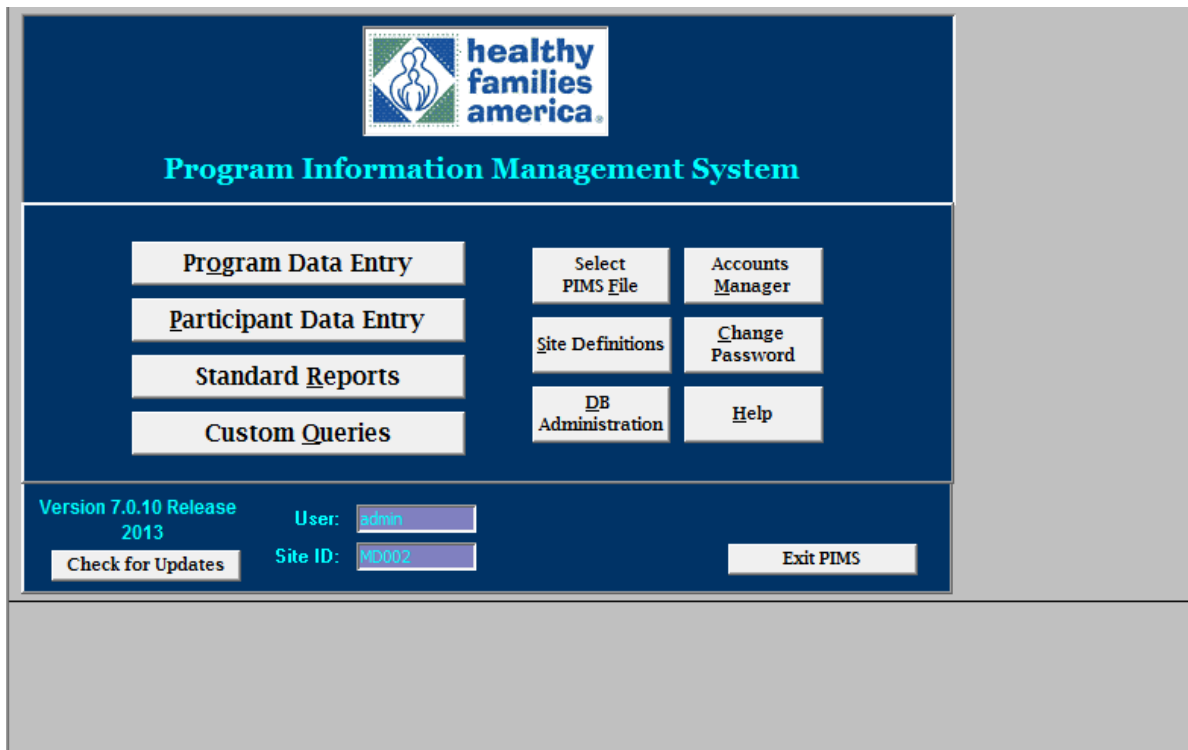 healthy
families
america®
Program Information Management System
Program Data Entry
Participant Data Entry
Standard Reports
Custom Queries
Select
PIMS File
Accounts
Manager
Site Definitions
Change
Password
DB
Administration
Help
Version 7.0.10 Release
2013
Check for Updates
User: admin
Site ID: MD002
Exit PIMS